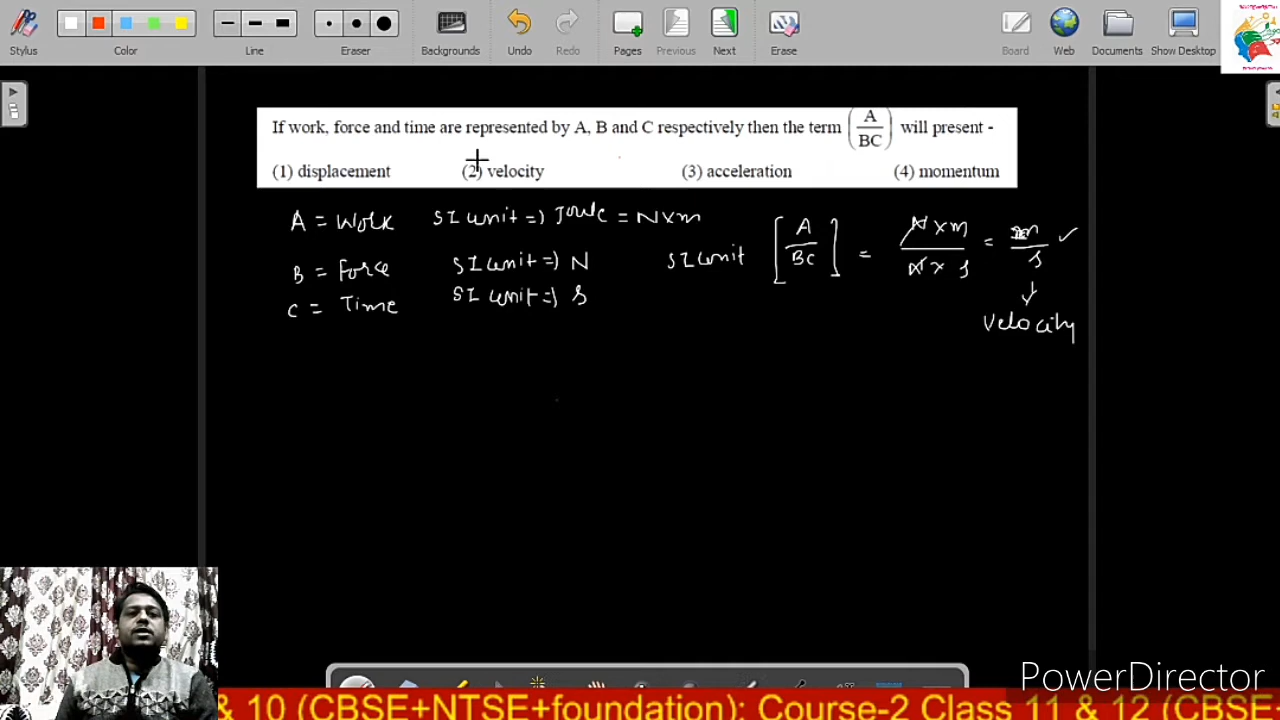 Stylus Color Line Eraser Backgrounds Undo Redo Pages Previous Next Erase Board Web Documents Show Desktop
If work, force and time are represented by A, B and C respectively then the term (A/BC) will present -
(1) displacement (2) velocity (3) acceleration (4) momentum
A = Work SI unit => Joule = N×m
B = Force SI unit => N
C = Time SI unit => s
SI unit [A/BC] = N×m/N×s = m/s ✓
↓
Velocity
PowerDirector
& 10 (CBSE+NTSE+foundation): Course-2 Class 11 & 12 (CBSE+